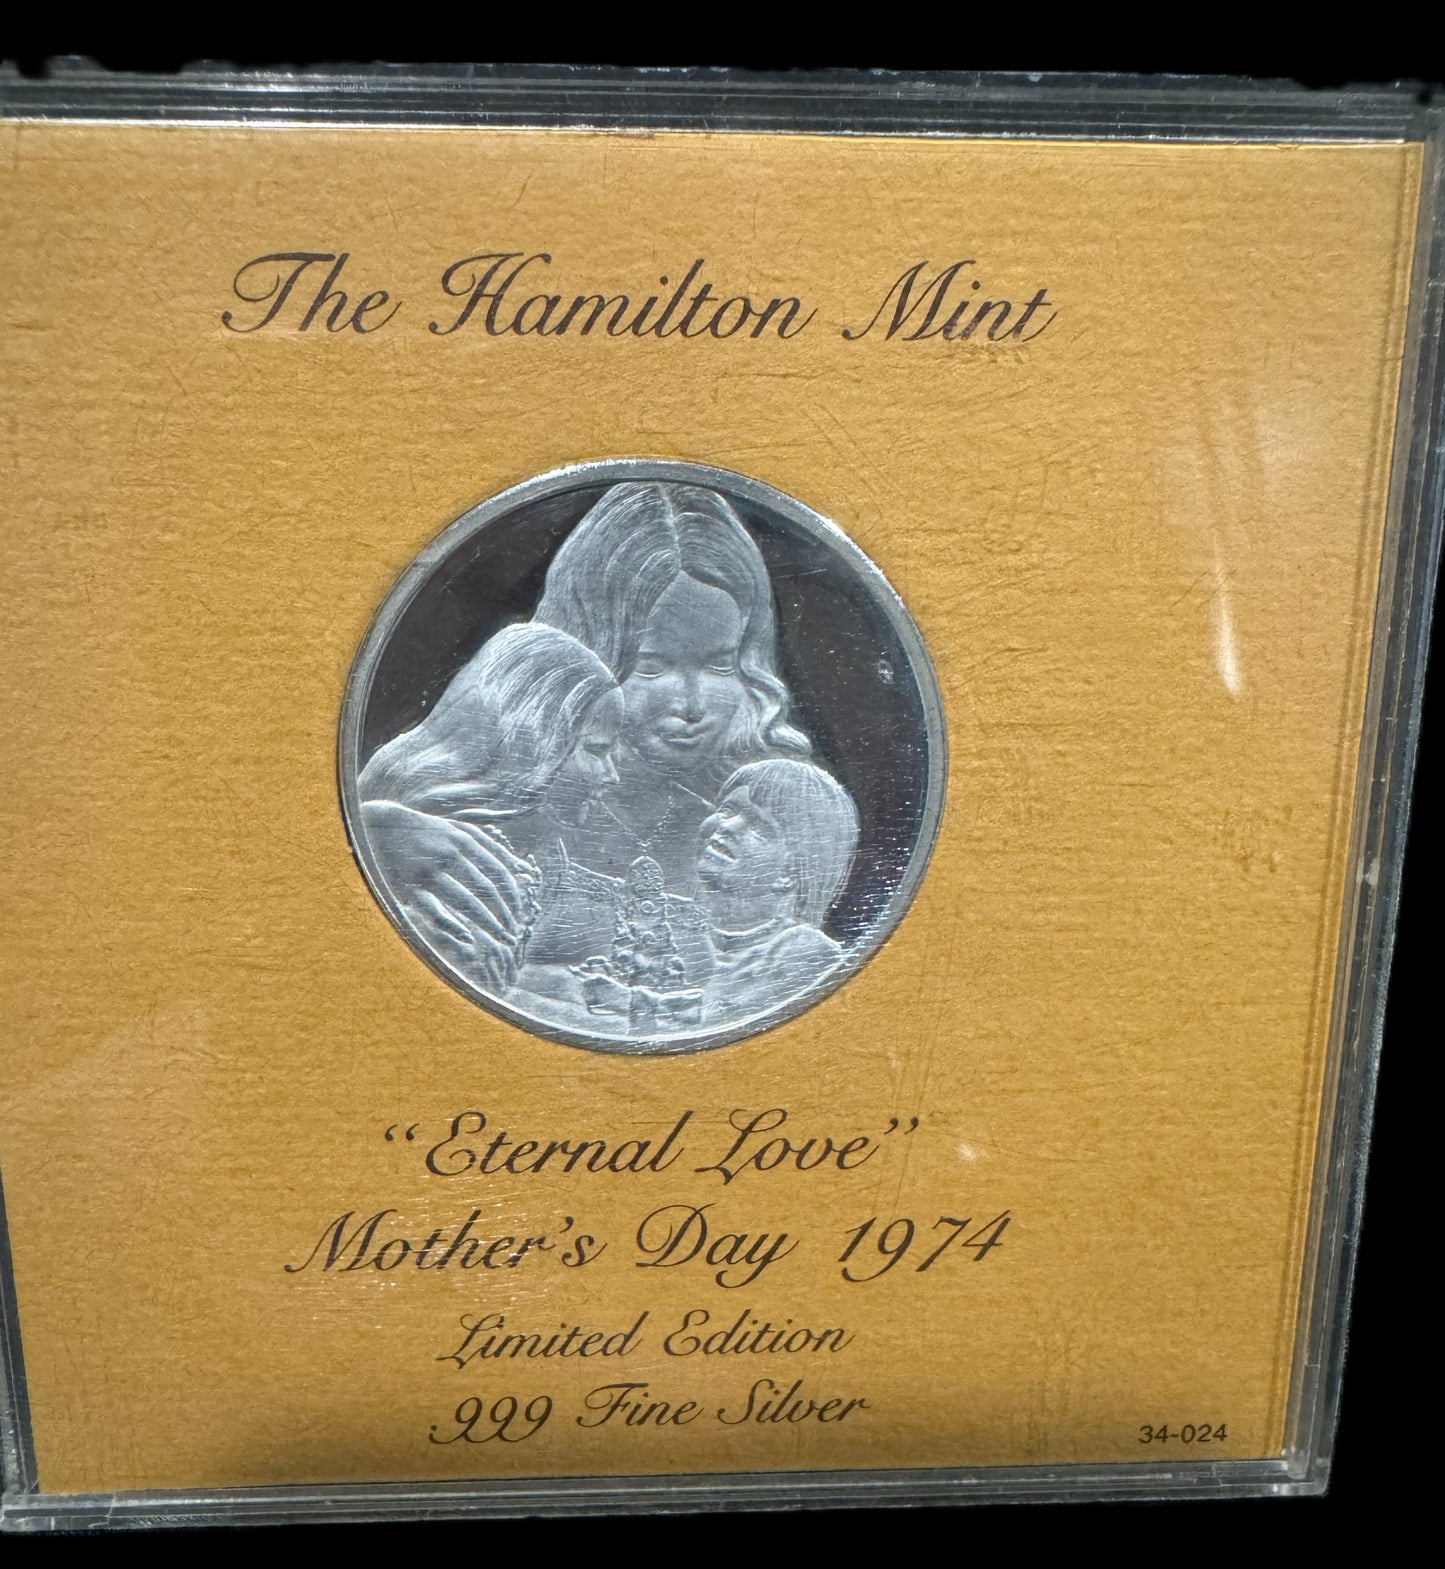 The Hamilton Mint
“Eternal Love”
Mother's Day 1974
Limited Edition
.999 Fine Silver
34-024